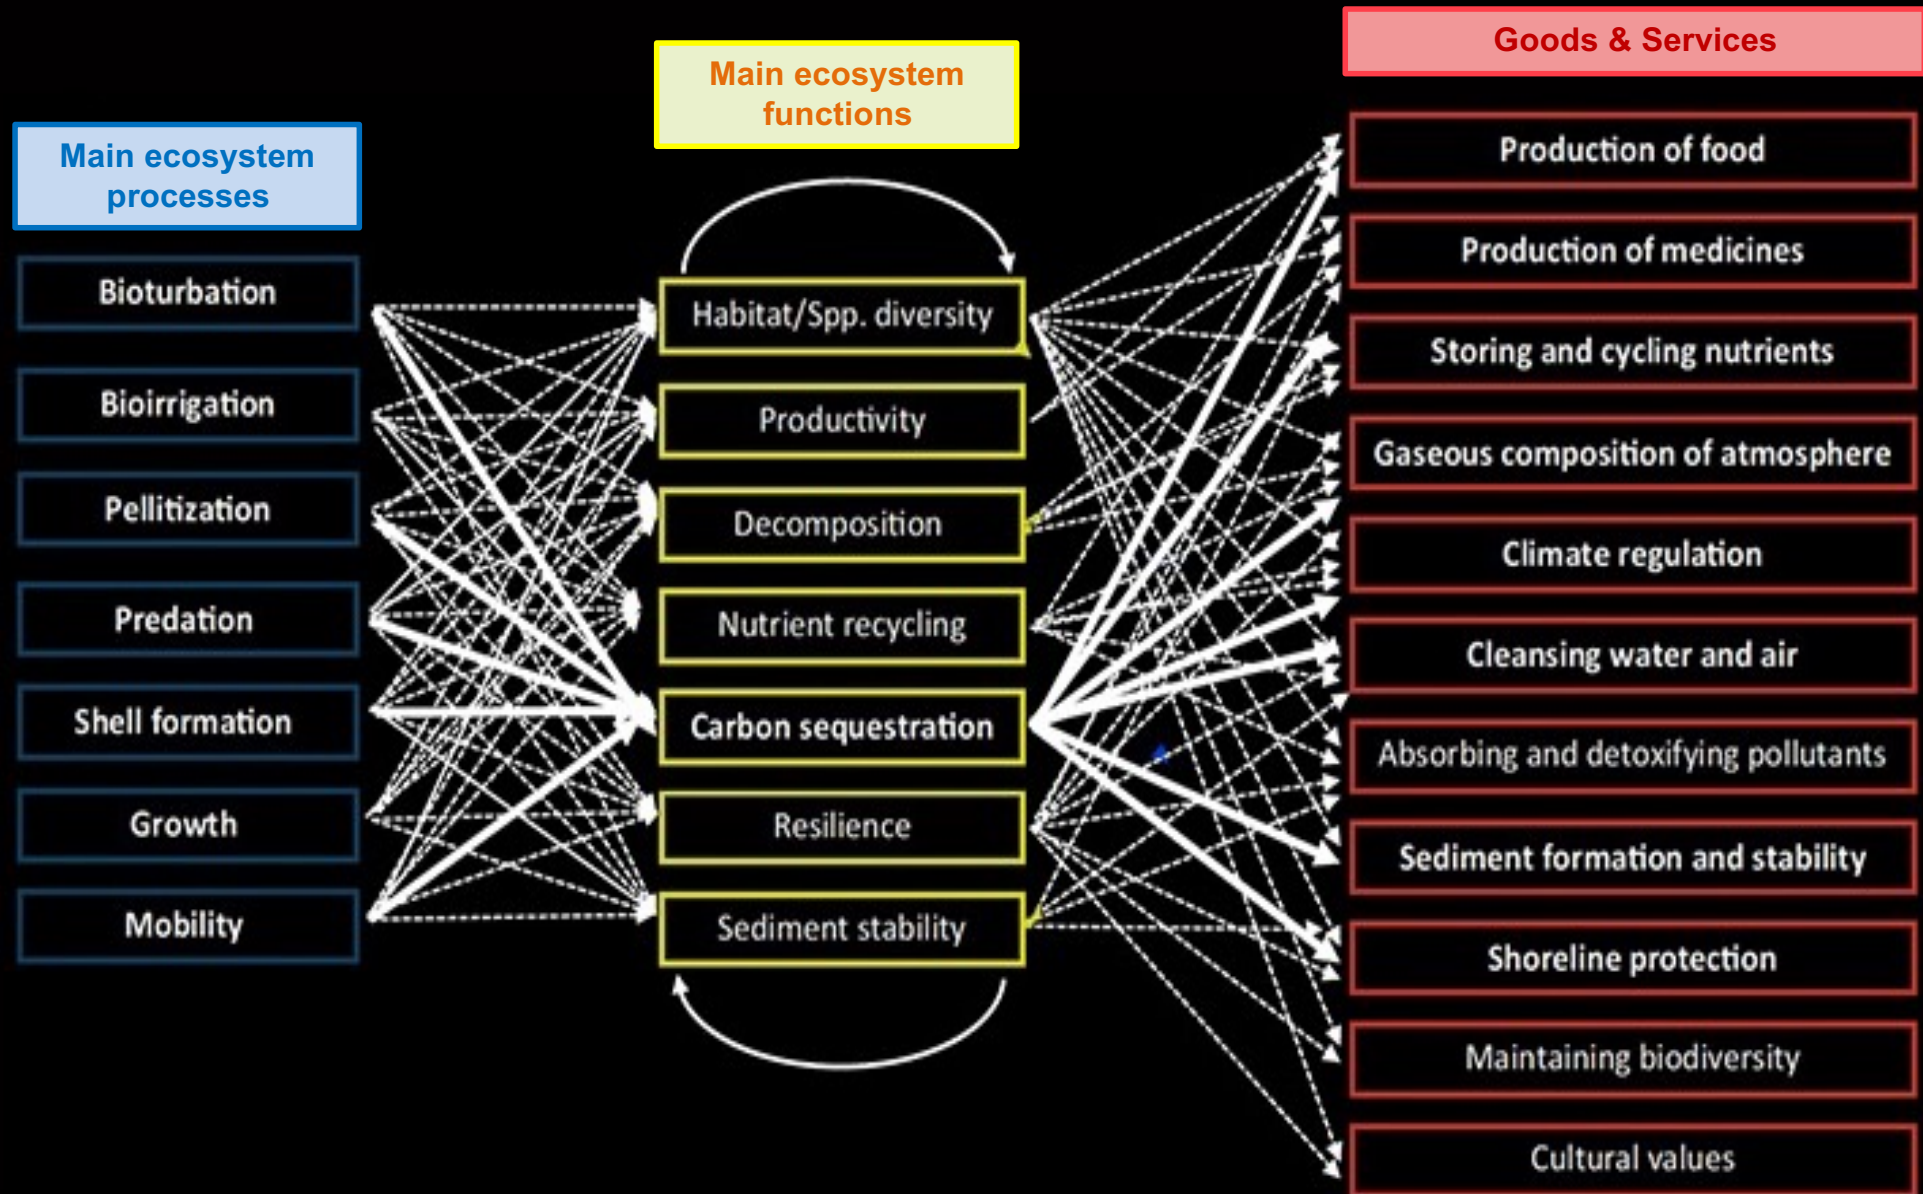 Main ecosystem
processes
Bioturbation
Bioirrigation
Pellitization
Predation
Shell formation
Growth
Mobility
Main ecosystem
functions
Habitat/Spp. diversity
Productivity
Decomposition
Nutrient recycling
Carbon sequestration
Resilience
Sediment stability
Goods & Services
Production of food
Production of medicines
Storing and cycling nutrients
Gaseous composition of atmosphere
Climate regulation
Cleansing water and air
Absorbing and detoxifying pollutants
Sediment formation and stability
Shoreline protection
Maintaining biodiversity
Cultural values